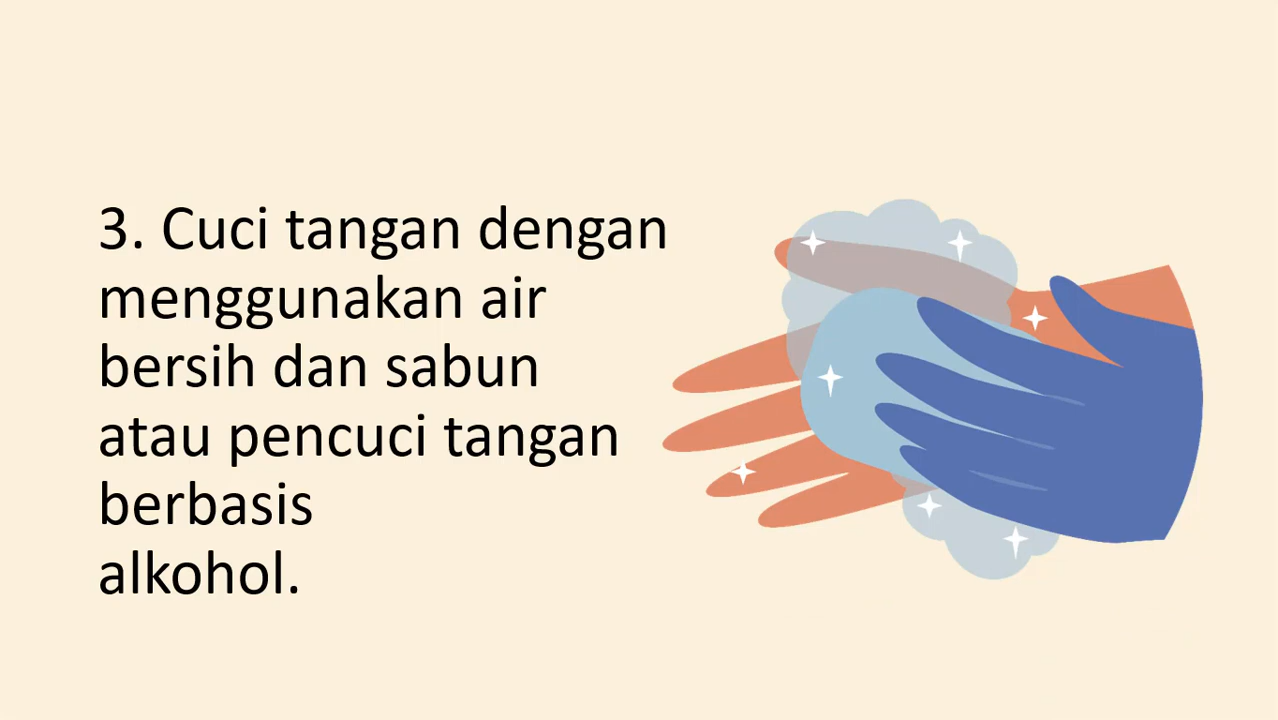 3. Cuci tangan dengan
menggunakan air
bersih dan sabun
atau pencuci tangan
berbasis
alkohol.